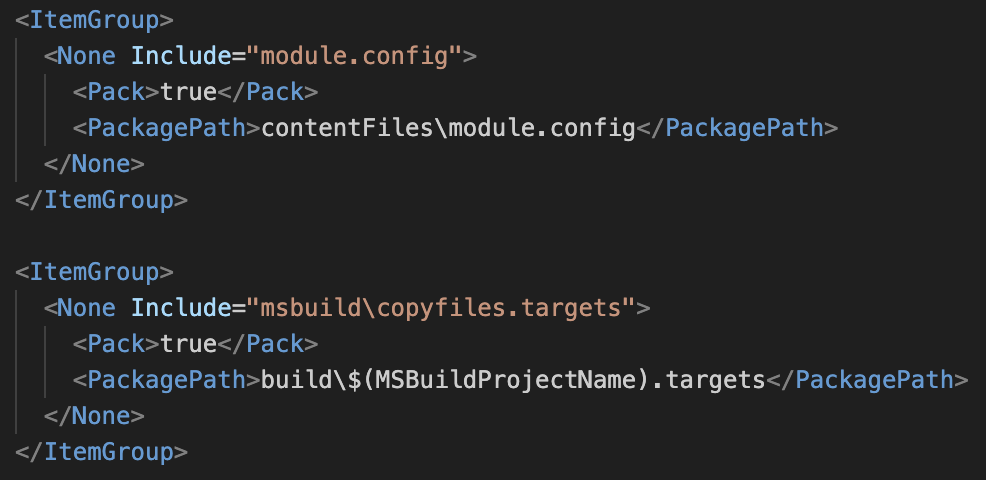 <ItemGroup>
<None Include="module.config">
<Pack>true</Pack>
<PackagePath>contentFiles\module.config</PackagePath>
</None>
</ItemGroup>
<ItemGroup>
<None Include="msbuild\copyfiles.targets">
<Pack>true</Pack>
<PackagePath>build\$(MSBuildProjectName).targets</PackagePath>
</None>
</ItemGroup>